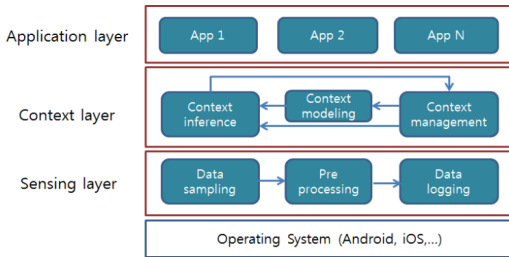 Application layer
App 1
App 2
App N
Context layer
Context
inference
Context
modeling
Context
management
Sensing layer
Data
sampling
Pre
processing
Data
logging
Operating System (Android, iOS,...)